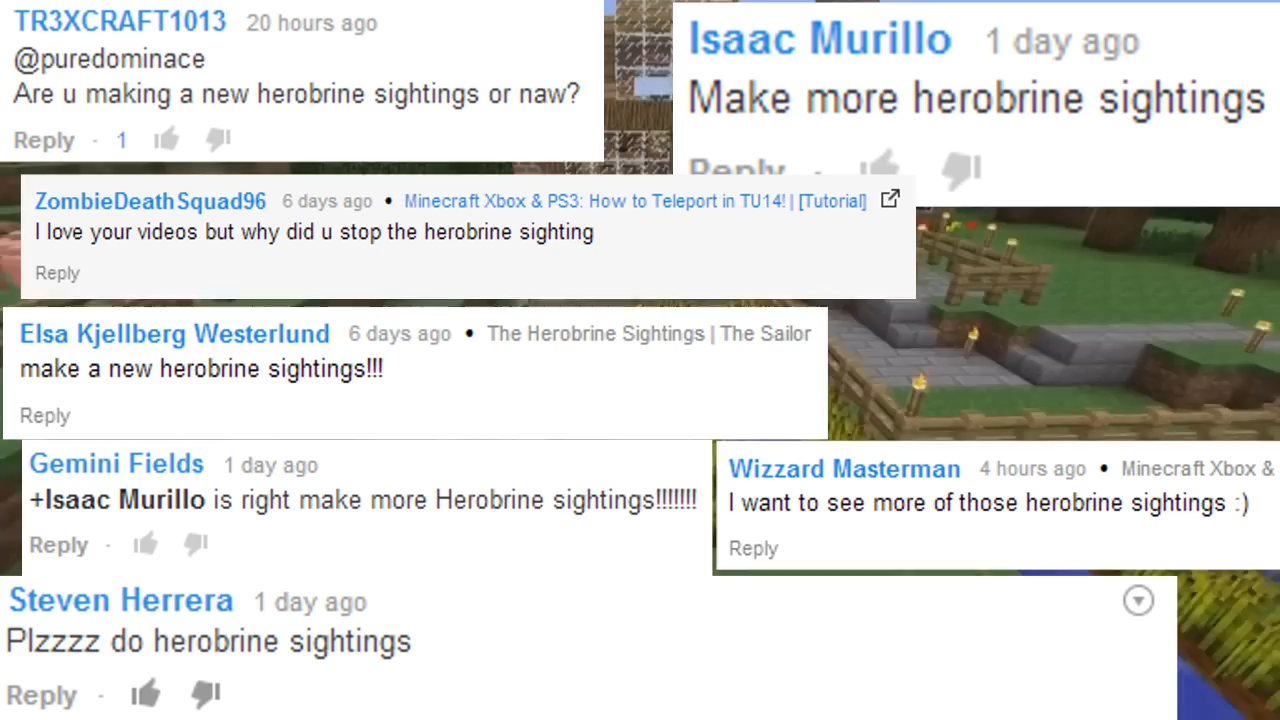 TR3XCRAFT1013 20 hours ago
@puredominace
Are u making a new herobrine sightings or naw?
Reply · 1
Isaac Murillo 1 day ago
Make more herobrine sightings
Reply ·
ZombieDeathSquad96 6 days ago • Minecraft Xbox & PS3: How to Teleport in TU14! | [Tutorial]
I love your videos but why did u stop the herobrine sighting
Reply
Elsa Kjellberg Westerlund 6 days ago • The Herobrine Sightings | The Sailor
make a new herobrine sightings!!!
Reply
Gemini Fields 1 day ago
+Isaac Murillo is right make more Herobrine sightings!!!!!!!
Reply ·
Wizzard Masterman 4 hours ago • Minecraft Xbox &
I want to see more of those herobrine sightings :)
Reply
Steven Herrera 1 day ago
Plzzzz do herobrine sightings
Reply ·